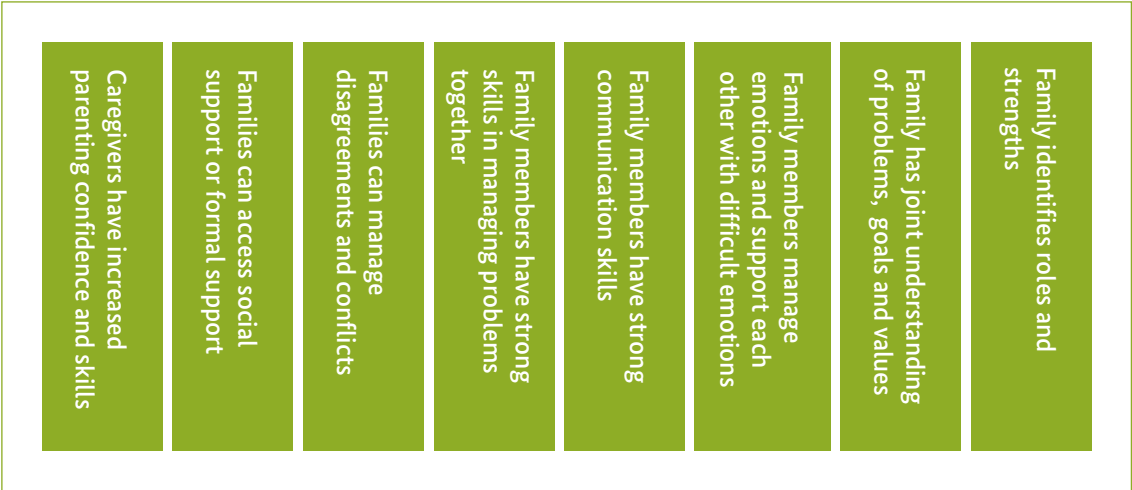 Family identifies roles and
strengths
Family has joint understanding
of problems, goals and values
Family members manage
emotions and support each
other with difficult emotions
Family members have strong
communication skills
Family members have strong
skills in managing problems
together
Families can manage
disagreements and conflicts
Families can access social
support or formal support
Caregivers have increased
parenting confidence and skills